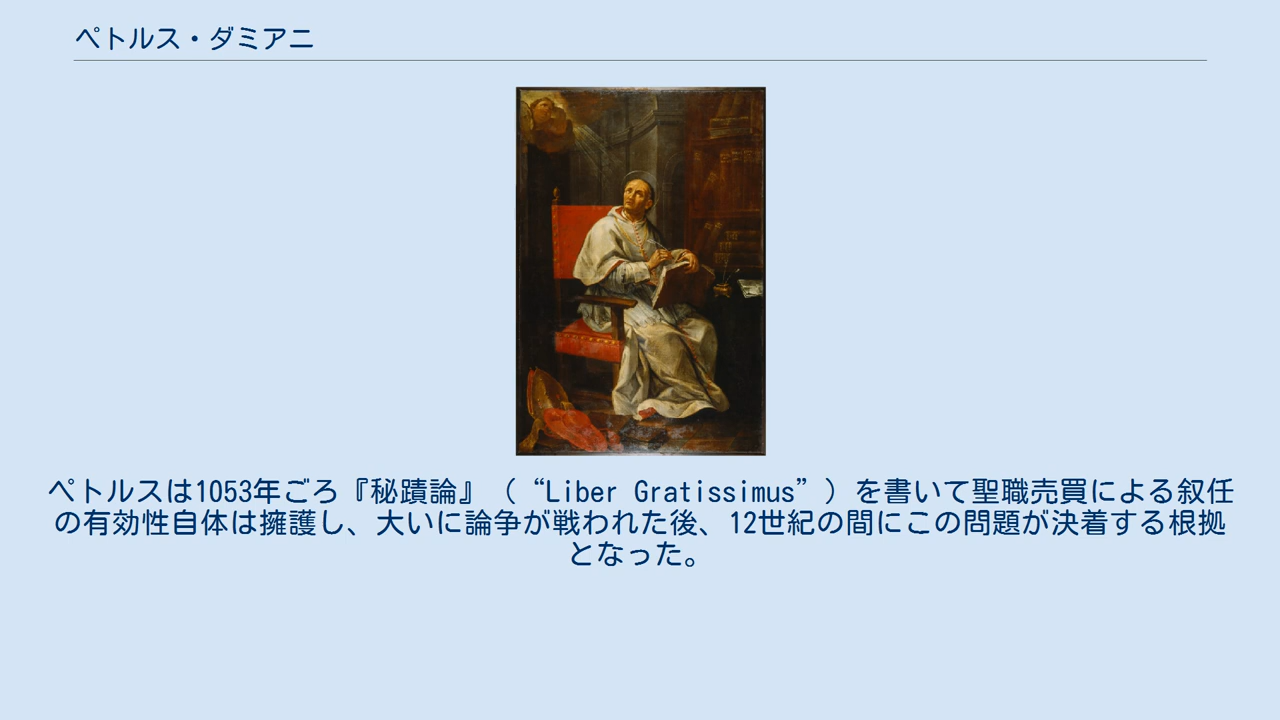 ペトルス・ダミアニ
ペトルスは1053年ごろ『秘蹟論』（“Liber Gratissimus”）を書いて聖職売買による叙任
の有効性自体は擁護し、大いに論争が戦われた後、12世紀の間にこの問題が決着する根拠
となった。